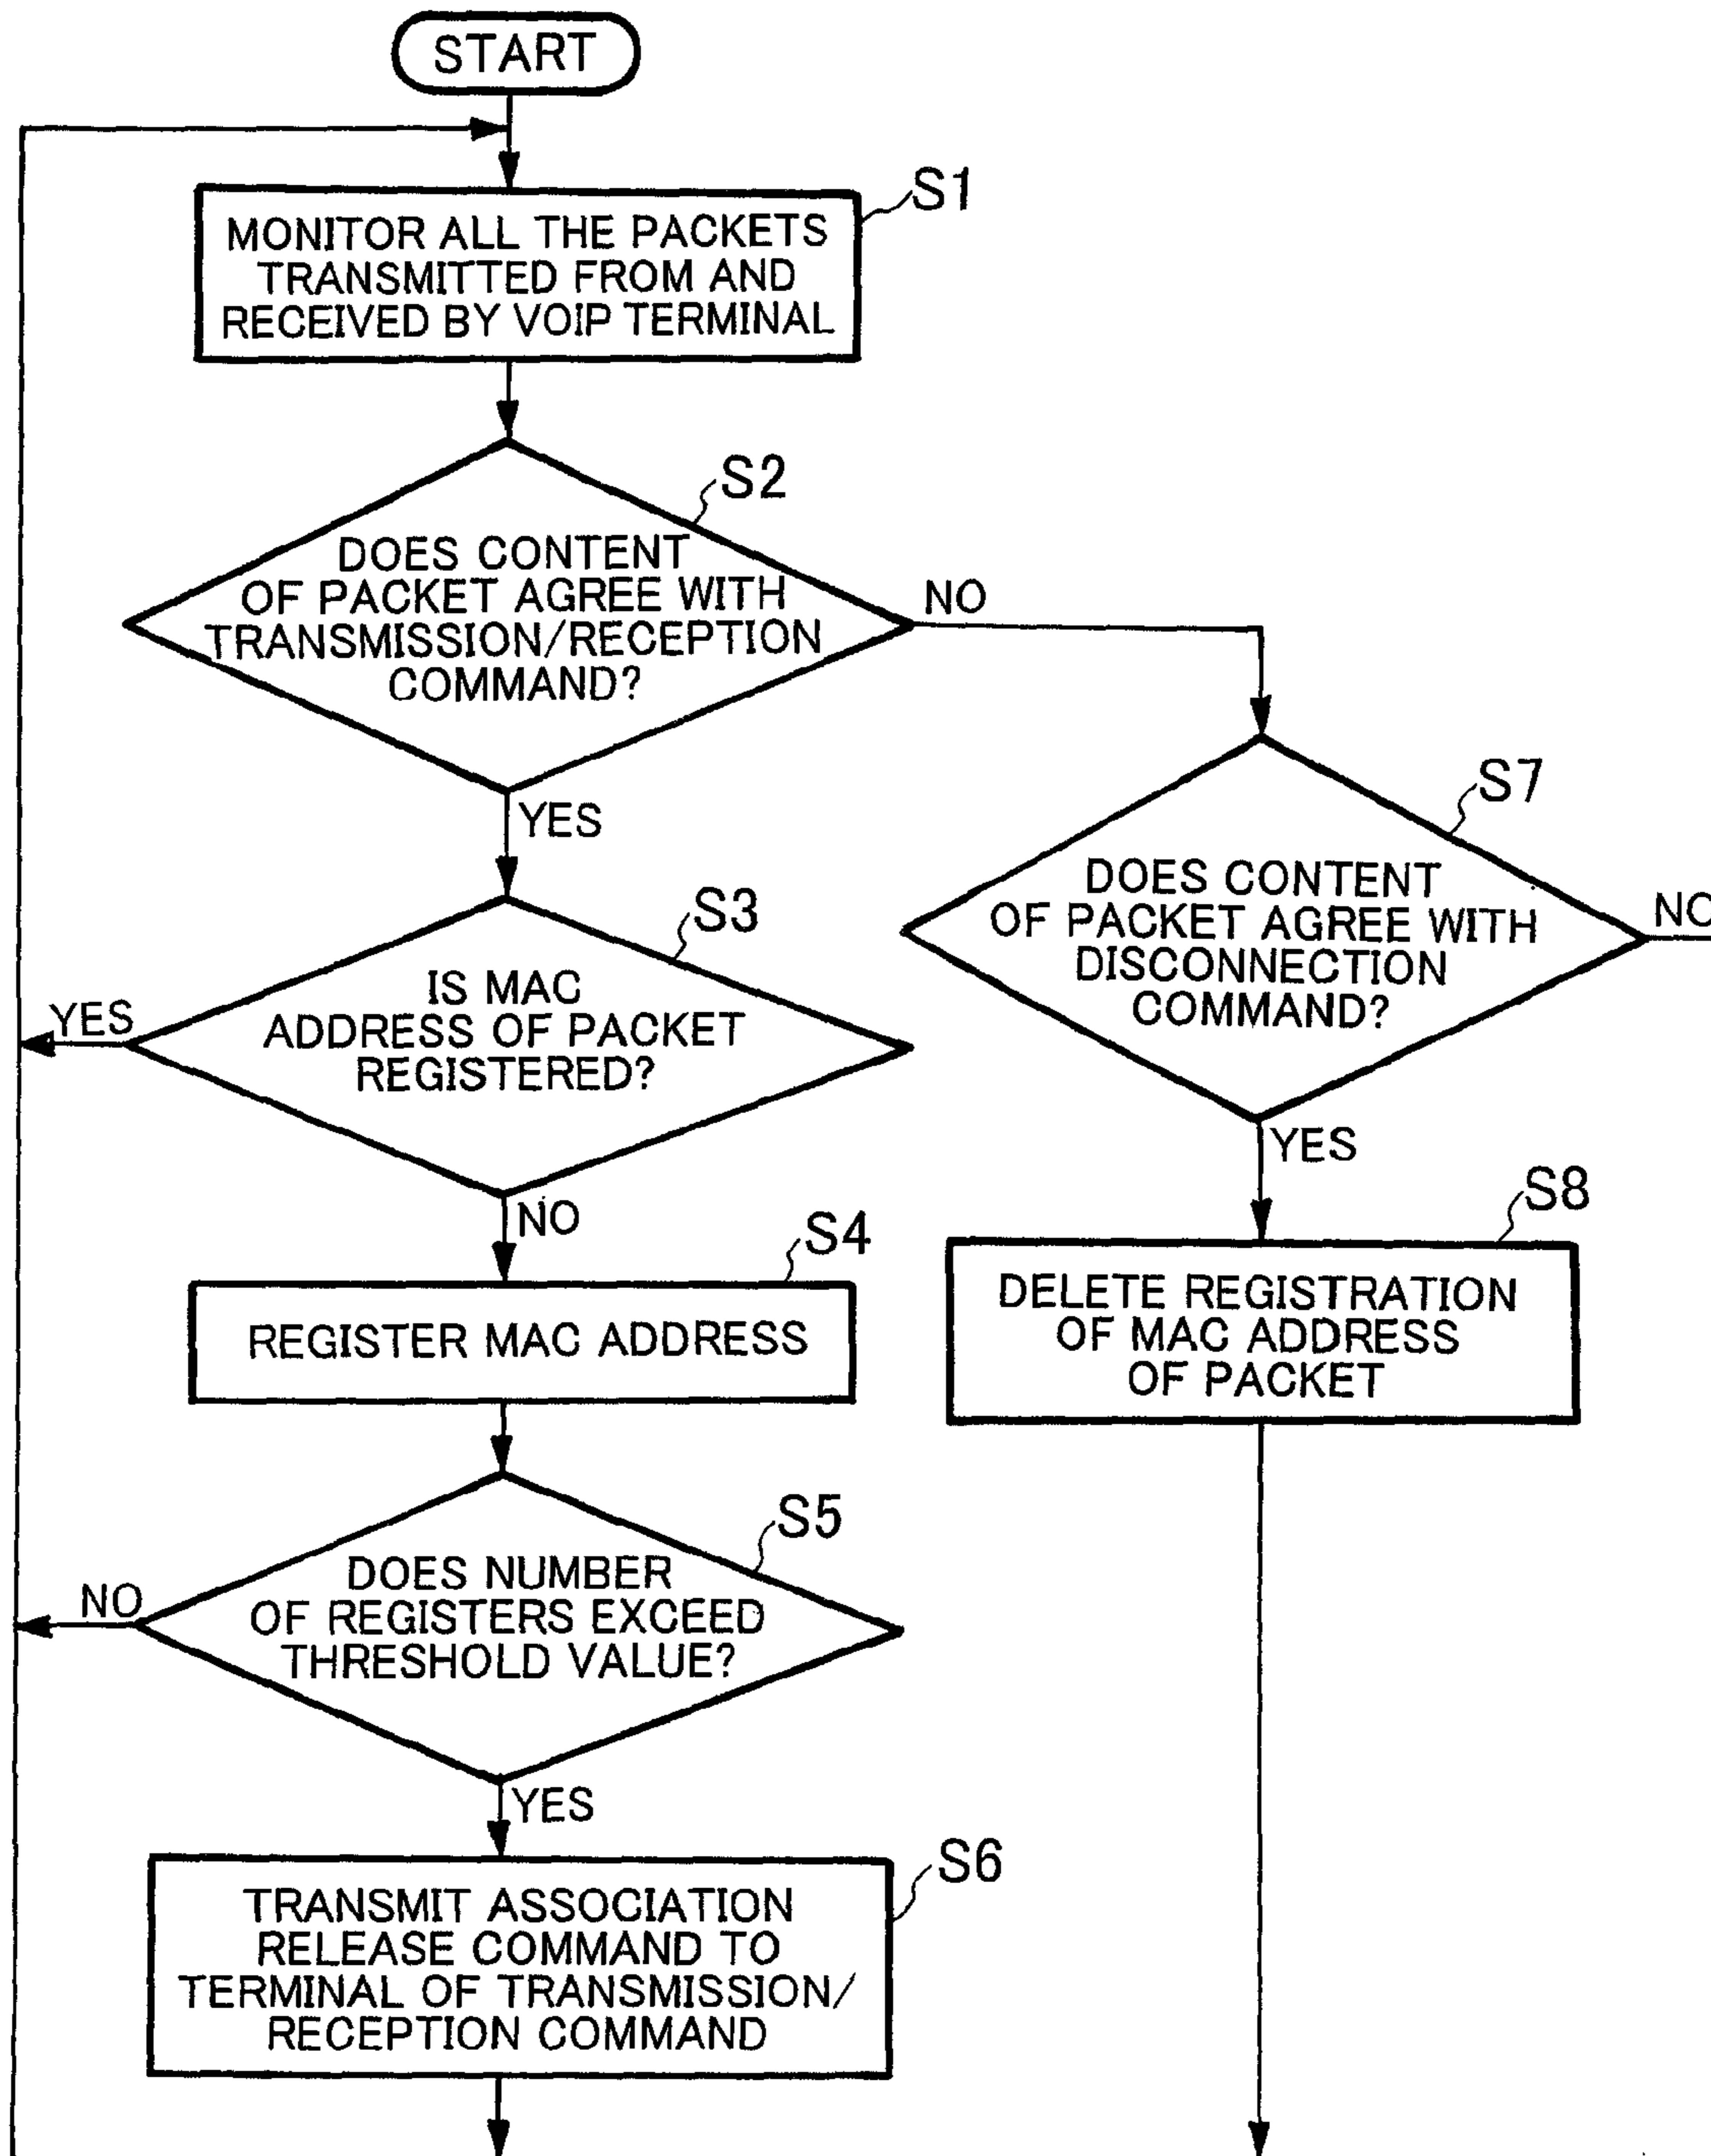 START
S1
MONITOR ALL THE PACKETS
TRANSMITTED FROM AND
RECEIVED BY VOIP TERMINAL
S2
DOES CONTENT
OF PACKET AGREE WITH
TRANSMISSION/RECEPTION
COMMAND?
NO
YES
S7
DOES CONTENT
OF PACKET AGREE WITH
DISCONNECTION
COMMAND?
NO
YES
S3
IS MAC
ADDRESS OF PACKET
REGISTERED?
YES
NO
S8
DELETE REGISTRATION
OF MAC ADDRESS
OF PACKET
S4
REGISTER MAC ADDRESS
S5
DOES NUMBER
OF REGISTERS EXCEED
THRESHOLD VALUE?
NO
YES
S6
TRANSMIT ASSOCIATION
RELEASE COMMAND TO
TERMINAL OF TRANSMISSION/
RECEPTION COMMAND